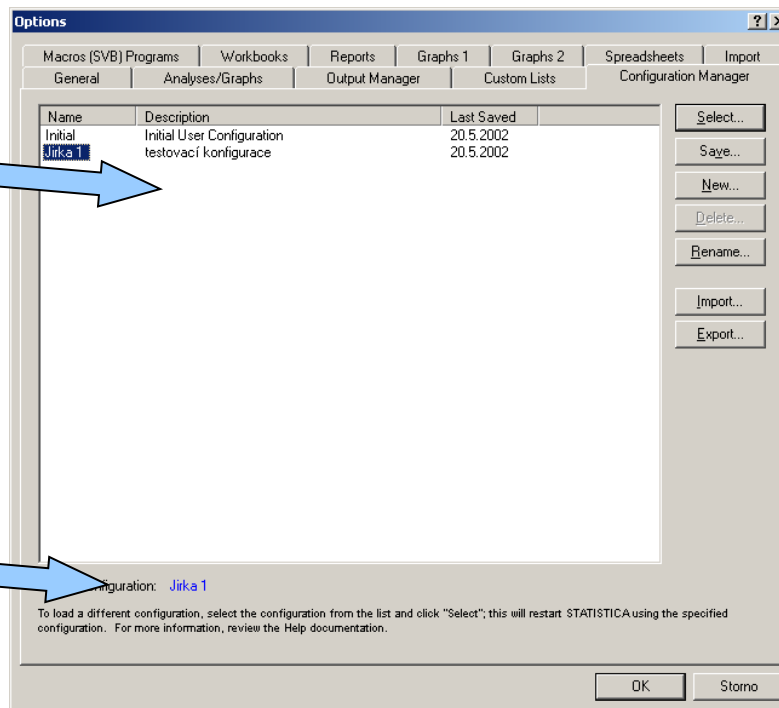 Options
Macros (SVB) Programs Workbooks Reports Graphs 1 Graphs 2 Spreadsheets Import
General Analyses/Graphs Output Manager Custom Lists Configuration Manager
Name Description Last Saved
Initial Initial User Configuration 20.5.2002
Jirka 1 testovací konfigurace 20.5.2002
Select...
Save...
New...
Delete...
Rename...
Import...
Export...
nfiguration: Jirka 1
To load a different configuration, select the configuration from the list and click "Select"; this will restart STATISTICA using the specified
configuration. For more information, review the Help documentation.
OK Storno